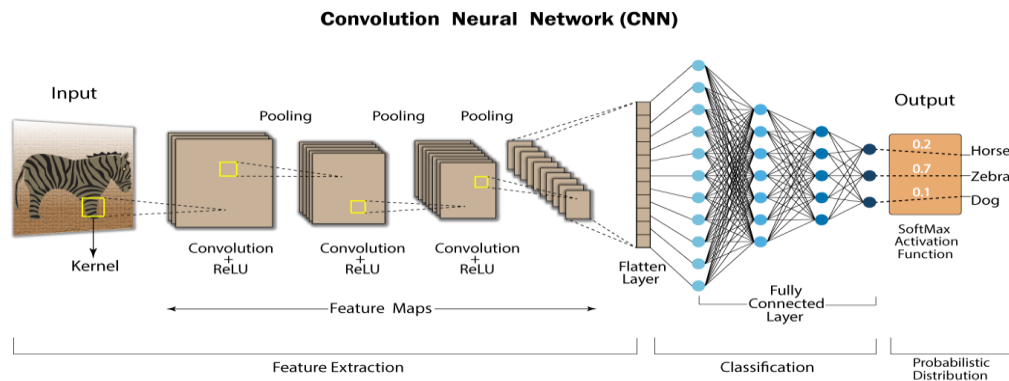 Convolution Neural Network (CNN)
Input
Output
Pooling
Pooling
Pooling
Kernel
Convolution
+
ReLU
Convolution
+
ReLU
Convolution
+
ReLU
Flatten
Layer
0.2
0.7
0.1
Horse
Zebra
Dog
SoftMax
Activation
Function
Feature Maps
Fully
Connected
Layer
Feature Extraction
Classification
Probabilistic
Distribution